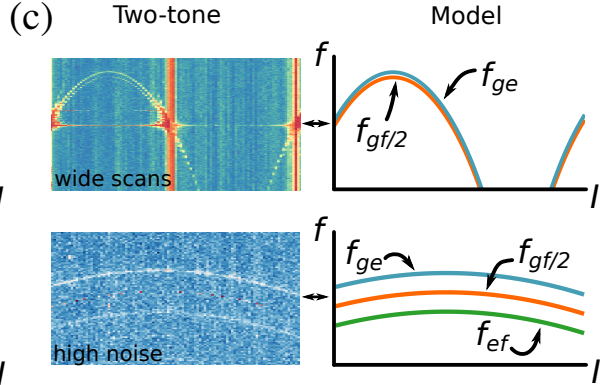 (c) Two-tone Model
f
f_ge
f_gf/2
wide scans
I I
f
f_ge f_gf/2
f_ef
high noise
I I